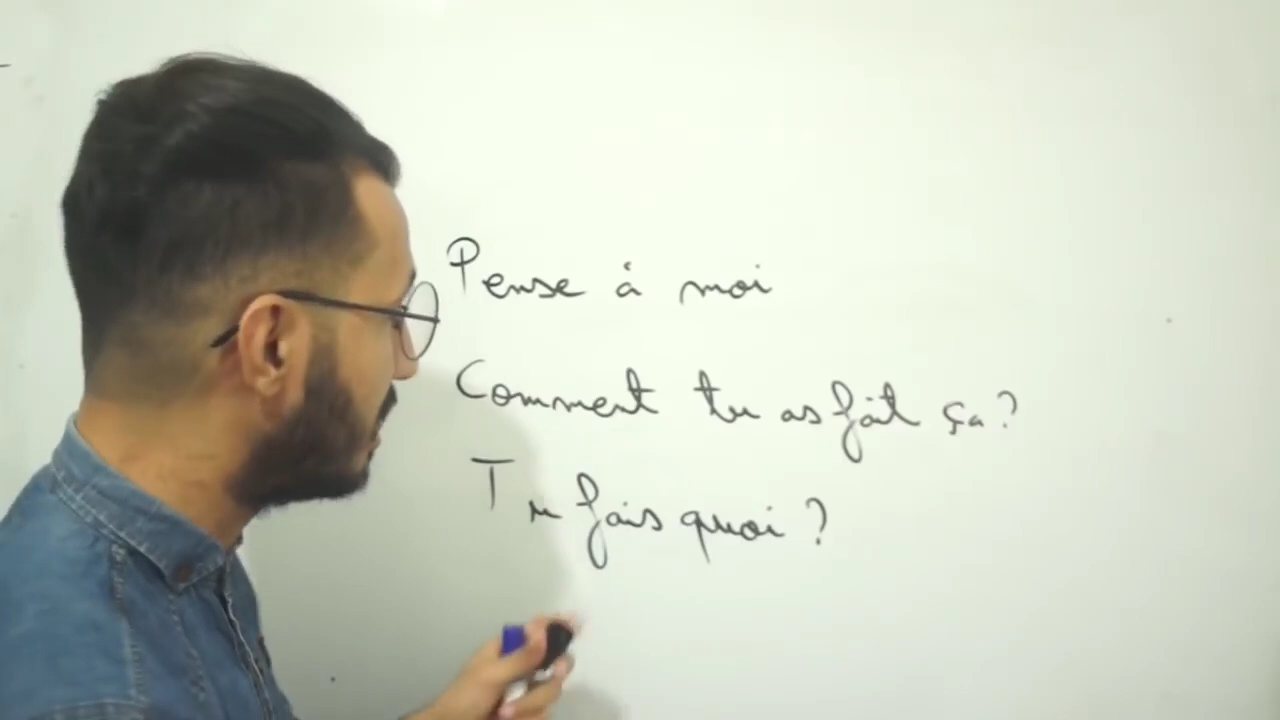 Pense à moi
Comment tu as fait ça ?
Tu fais quoi ?